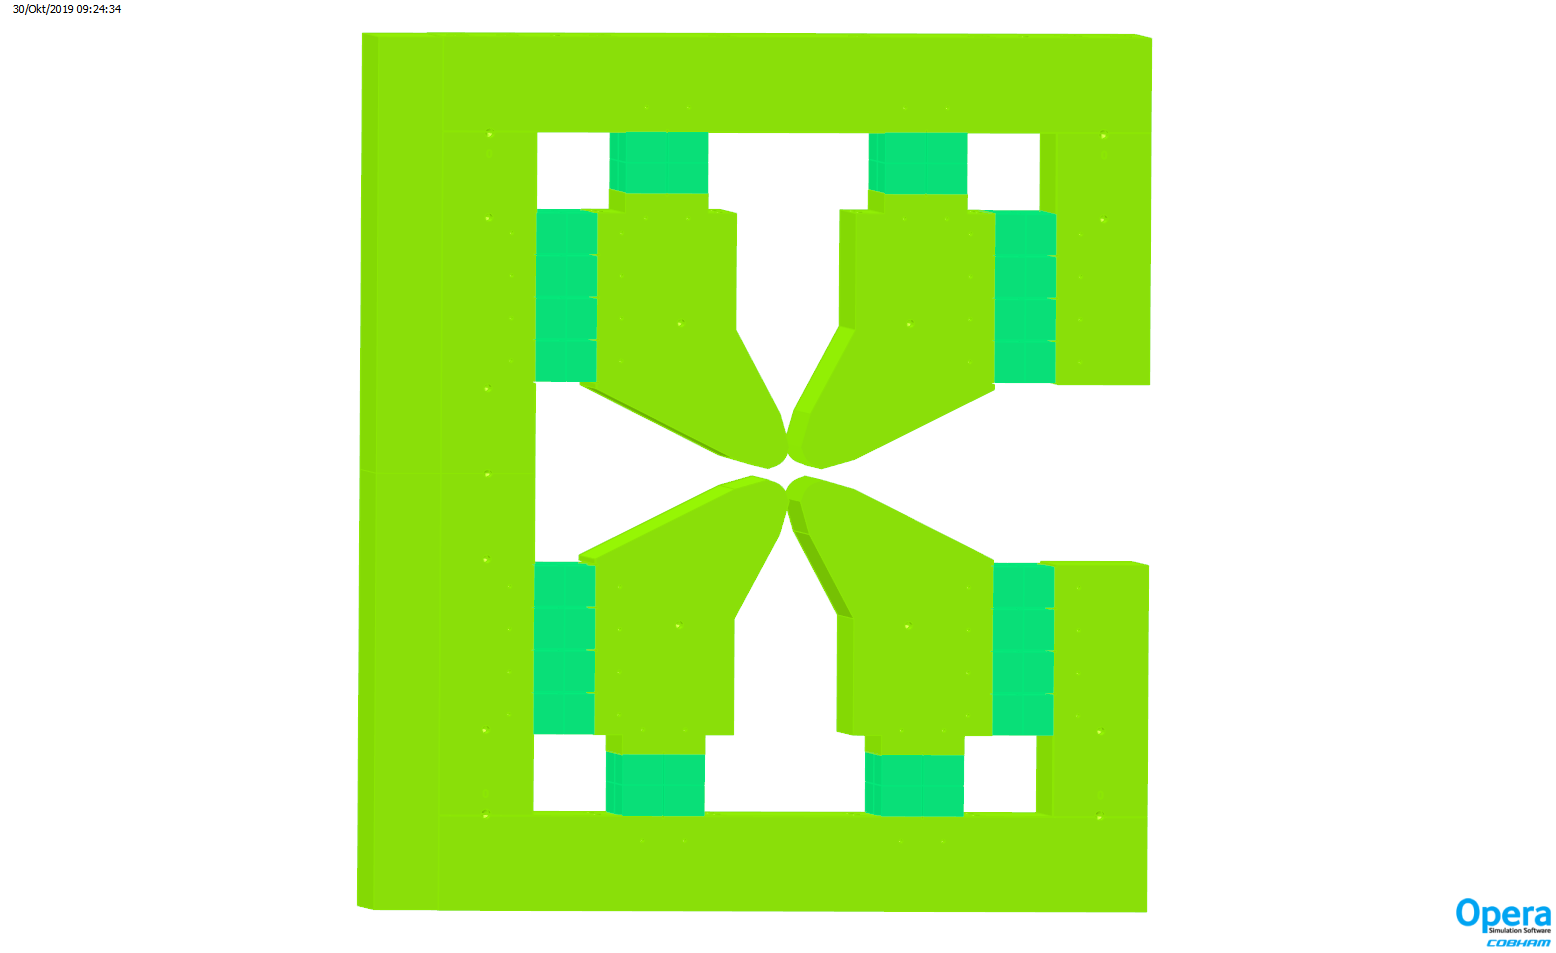 30/Okt/2019 09:24:34
Opera
Simulation Software
COBHAM